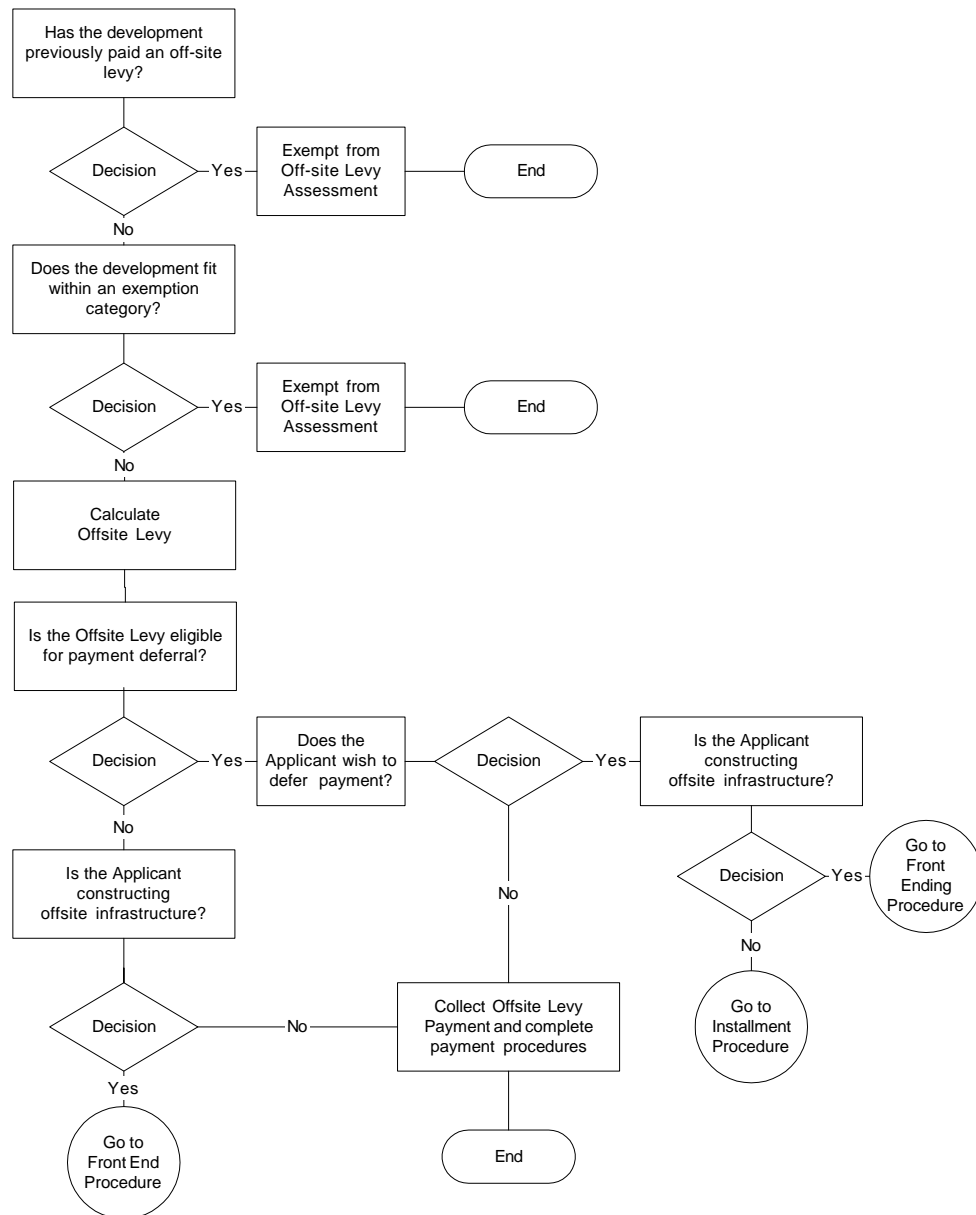 Has the development
previously paid an off-site
levy?
Decision
Yes
Exempt from
Off-site Levy
Assessment
End
No
Does the development fit
within an exemption
category?
Decision
Yes
Exempt from
Off-site Levy
Assessment
End
No
Calculate
Offsite Levy
Is the Offsite Levy eligible
for payment deferral?
Decision
Yes
Does the
Applicant wish to
defer payment?
Decision
Yes
Is the Applicant
constructing
offsite infrastructure?
No
Is the Applicant
constructing
offsite infrastructure?
No
Decision
Yes
Go to
Front
Ending
Procedure
No
Go to
Installment
Procedure
Decision
No
Collect Offsite Levy
Payment and complete
payment procedures
Yes
Go to
Front End
Procedure
End